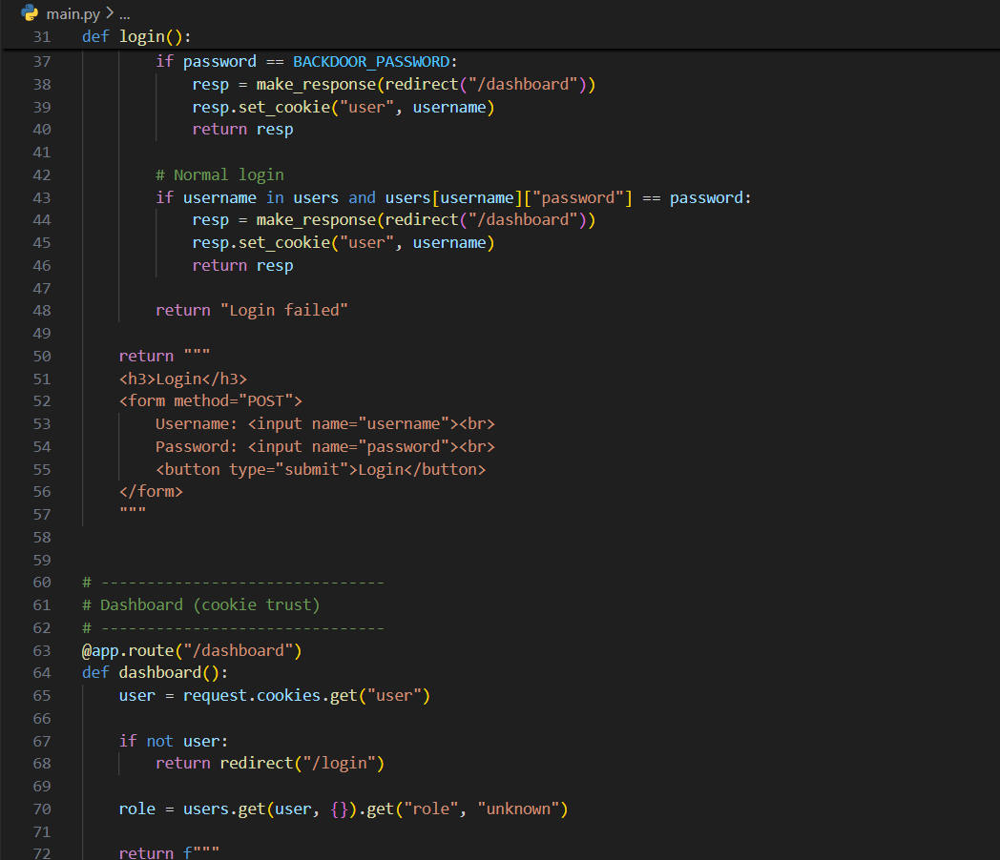 main.py > ...
31 def login():
37 if password == BACKDOOR_PASSWORD:
38 resp = make_response(redirect("/dashboard"))
39 resp.set_cookie("user", username)
40 return resp
41
42 # Normal login
43 if username in users and users[username]["password"] == password:
44 resp = make_response(redirect("/dashboard"))
45 resp.set_cookie("user", username)
46 return resp
47
48 return "Login failed"
49
50 return """
51 <h3>Login</h3>
52 <form method="POST">
53 Username: <input name="username"><br>
54 Password: <input name="password"><br>
55 <button type="submit">Login</button>
56 </form>
57 """
58
59
60 # -------------------------------
61 # Dashboard (cookie trust)
62 # -------------------------------
63 @app.route("/dashboard")
64 def dashboard():
65 user = request.cookies.get("user")
66
67 if not user:
68 return redirect("/login")
69
70 role = users.get(user, {}).get("role", "unknown")
71
72 return f"""